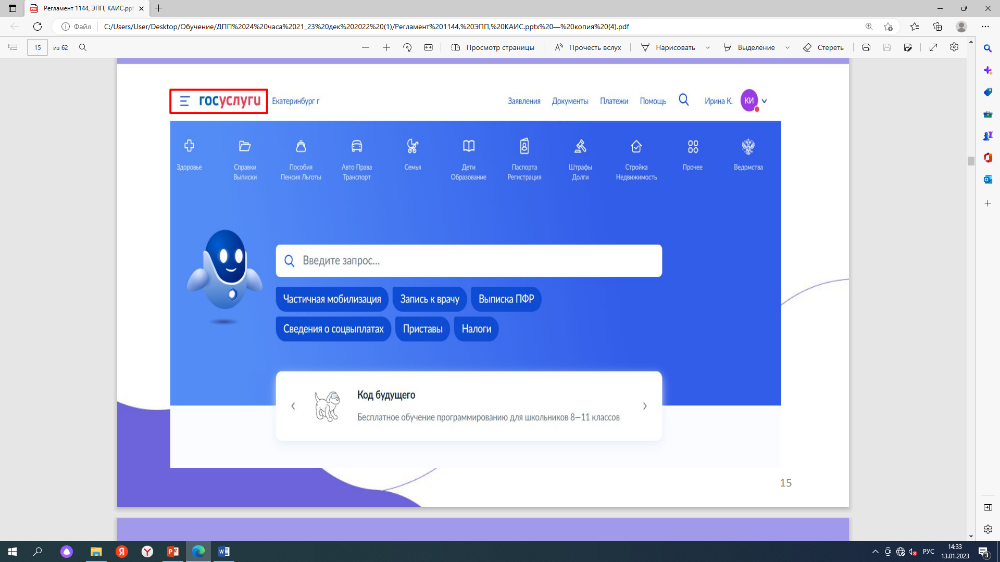 Регламент 1144, ЭПП, КАИС.ppt
Файл
C:/Users/User/Desktop/Обучение/ДПП%2024%20часа%2021_23%20дек%202022%20(1)/Регламент%201144,%20ЭПП,%20КАИС.pptx%20—%20копия%20(4).pdf
15 из 62
Просмотр страницы
Прочесть вслух
Нарисовать
Выделение
Стереть
госуслуги
Екатеринбург г
Заявления Документы Платежи Помощь
Ирина К.
КИ
Здоровье
Справки
Выписки
Пособия
Пенсия Льготы
Авто Права
Транспорт
Семья
Дети
Образование
Паспорта
Регистрация
Штрафы
Долги
Стройка
Недвижимость
Прочее
Ведомства
Введите запрос...
Частичная мобилизация Запись к врачу Выписка ПФР
Сведения о соцвыплатах Приставы Налоги
Код будущего
Бесплатное обучение программированию для школьников 8—11 классов
15
РУС
14:33
13.01.2023
3